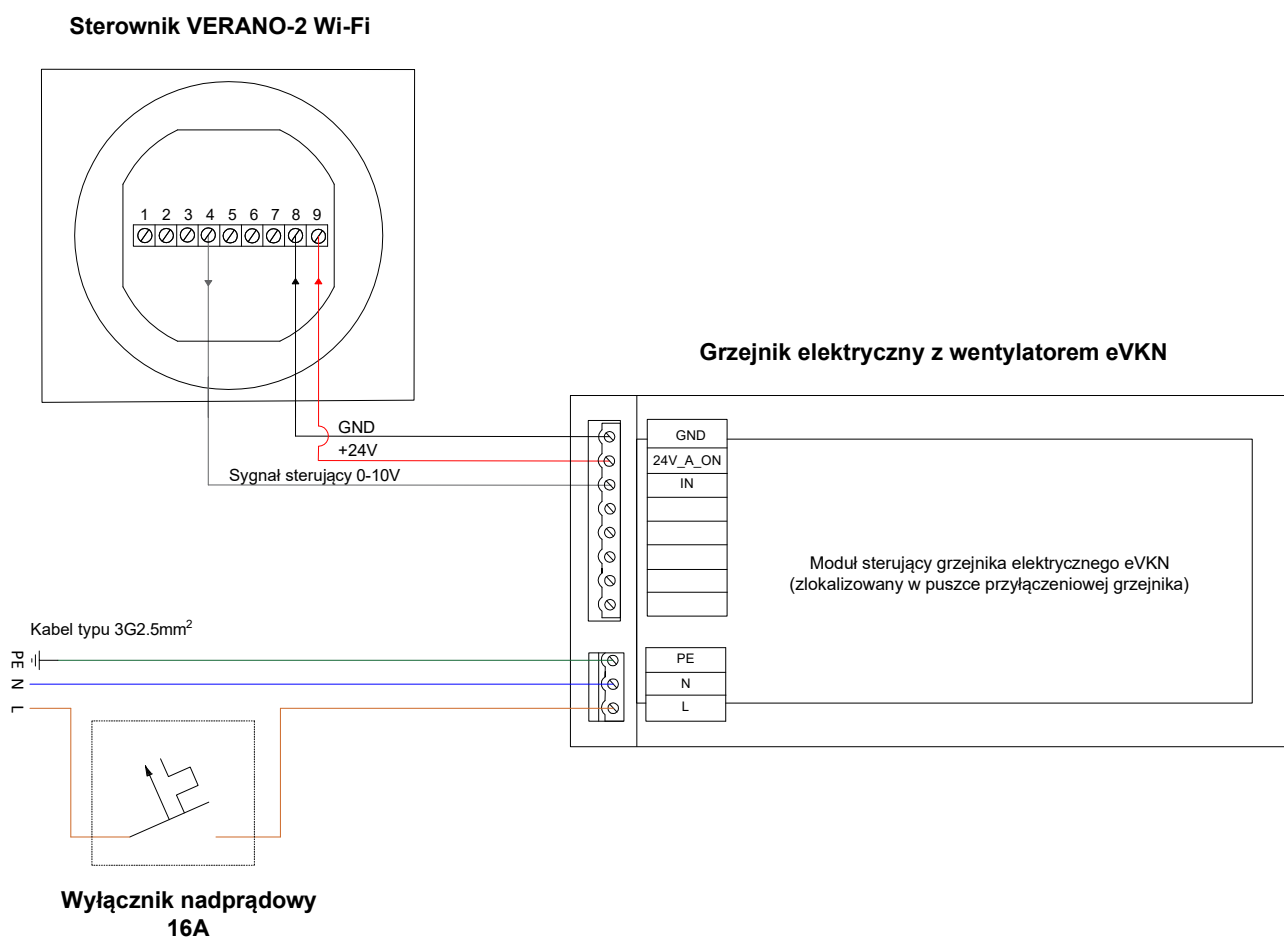 Sterownik VERANO-2 Wi-Fi
1 2 3 4 5 6 7 8 9
Grzejnik elektryczny z wentylatorem eVKN
GND
+24V
Sygnał sterujący 0-10V
GND
24V_A_ON
IN
Moduł sterujący grzejnika elektrycznego eVKN
(zlokalizowany w puszce przyłączeniowej grzejnika)
Kabel typu 3G2.5mm²
PE
N
L
PE
N
L
Wyłącznik nadprądowy
16A